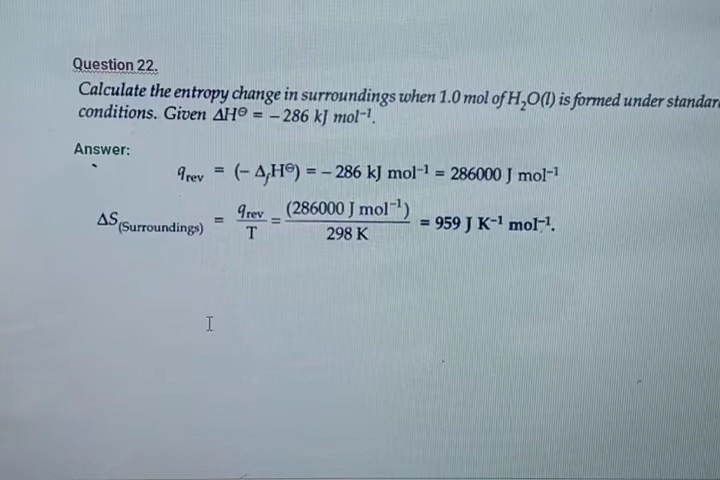 Question 22.
Calculate the entropy change in surroundings when 1.0 mol of H₂O(l) is formed under standar
conditions. Given ΔH⊖ = – 286 kJ mol⁻¹.
Answer:
qrev = (– ΔfH⊖) = – 286 kJ mol⁻¹ = 286000 J mol⁻¹
ΔS(Surroundings) = qrev/T = (286000 J mol⁻¹)/298 K = 959 J K⁻¹ mol⁻¹.